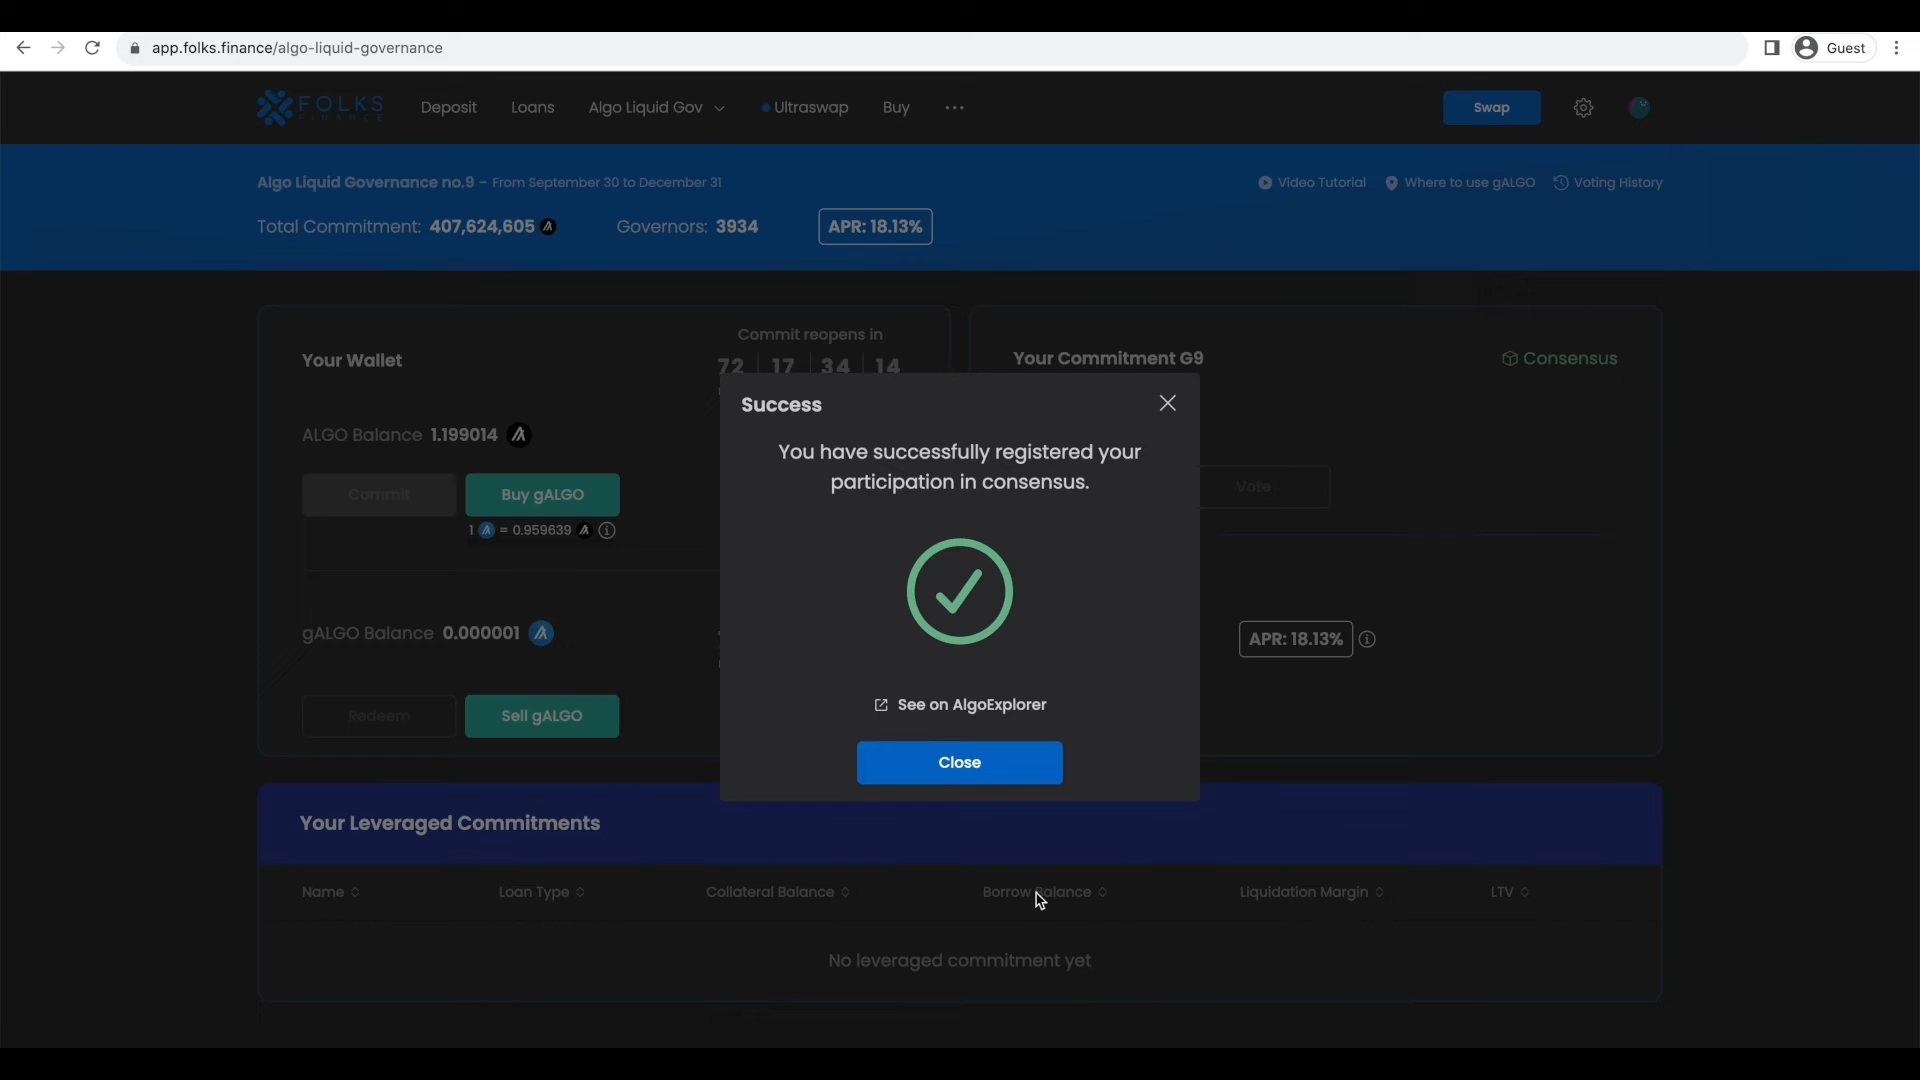 app.folks.finance/algo-liquid-governance
Guest
FOLKS
FINANCE
Deposit
Loans
Algo Liquid Gov
Ultraswap
Buy
Swap
Algo Liquid Governance no.9 – From September 30 to December 31
Video Tutorial
Where to use gALGO
Voting History
Total Commitment: 407,624,605
Governors: 3934
APR: 18.13%
Your Wallet
Commit reopens in
72 17 34 14
Your Commitment G9
Consensus
ALGO Balance 1.199014
Commit
Buy gALGO
1 = 0.959639
Vote
gALGO Balance 0.000001
APR: 18.13%
Redeem
Sell gALGO
Success
You have successfully registered your
participation in consensus.
See on AlgoExplorer
Close
Your Leveraged Commitments
Name
Loan Type
Collateral Balance
Borrow Balance
Liquidation Margin
LTV
No leveraged commitment yet